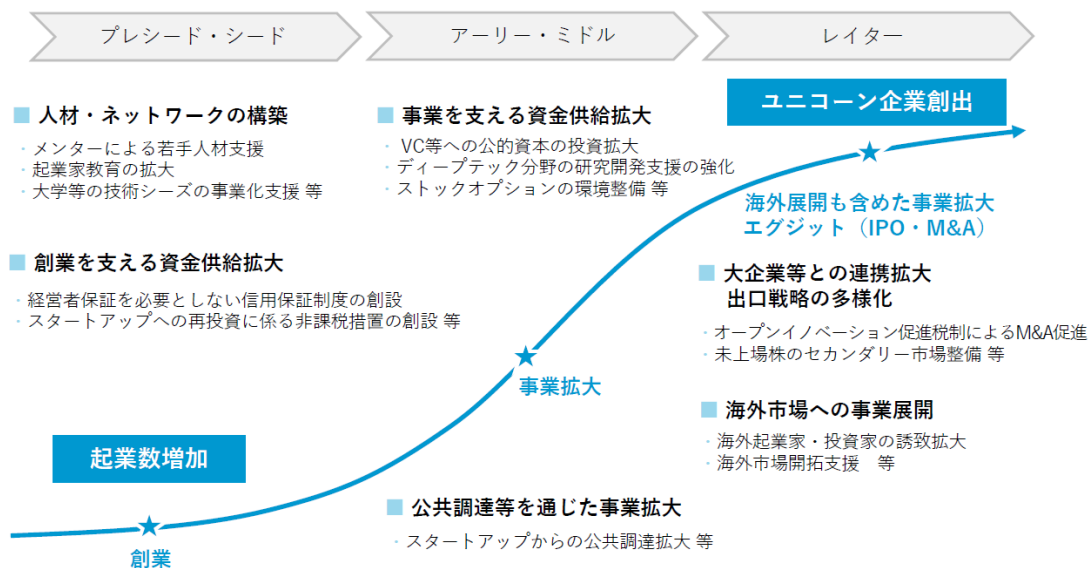 プレシード・シード
アーリー・ミドル
レイター
■ 人材・ネットワークの構築
・メンターによる若手人材支援
・起業家教育の拡大
・大学等の技術シーズの事業化支援 等
■ 創業を支える資金供給拡大
・経営者保証を必要としない信用保証制度の創設
・スタートアップへの再投資に係る非課税措置の創設 等
起業数増加
創業
■ 事業を支える資金供給拡大
・VC等への公的資本の投資拡大
・ディープテック分野の研究開発支援の強化
・ストックオプションの環境整備 等
事業拡大
■ 公共調達等を通じた事業拡大
・スタートアップからの公共調達拡大 等
ユニコーン企業創出
海外展開も含めた事業拡大
エグジット（IPO・M&A）
■ 大企業等との連携拡大
出口戦略の多様化
・オープンイノベーション促進税制によるM&A促進
・未上場株のセカンダリー市場整備 等
■ 海外市場への事業展開
・海外起業家・投資家の誘致拡大
・海外市場開拓支援　等